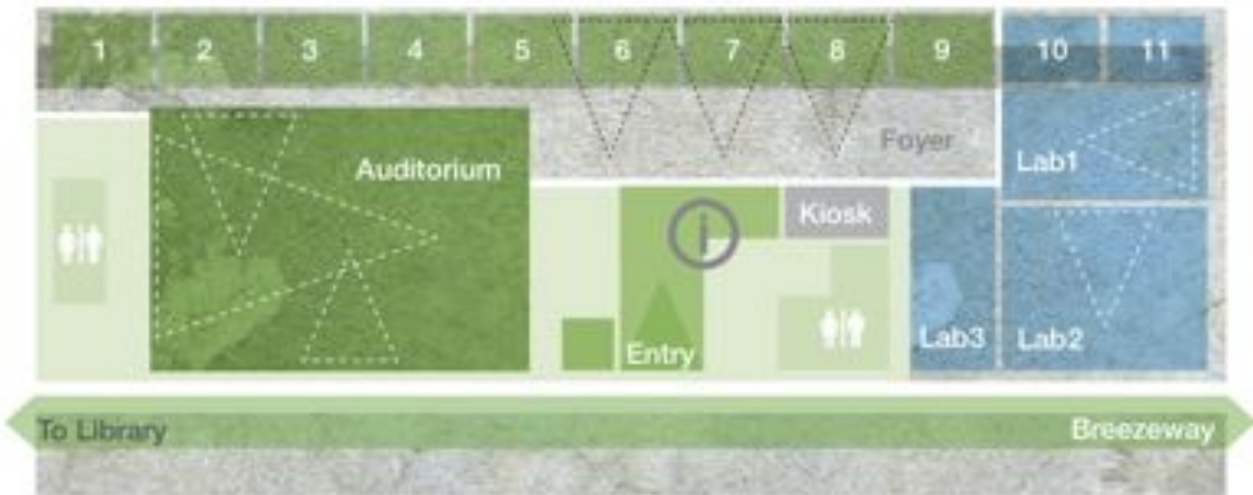 1 2 3 4 5 6 7 8 9 10 11
Auditorium
Foyer
Lab1
Kiosk
i
Entry
Lab3
Lab2
To Library
Breezeway